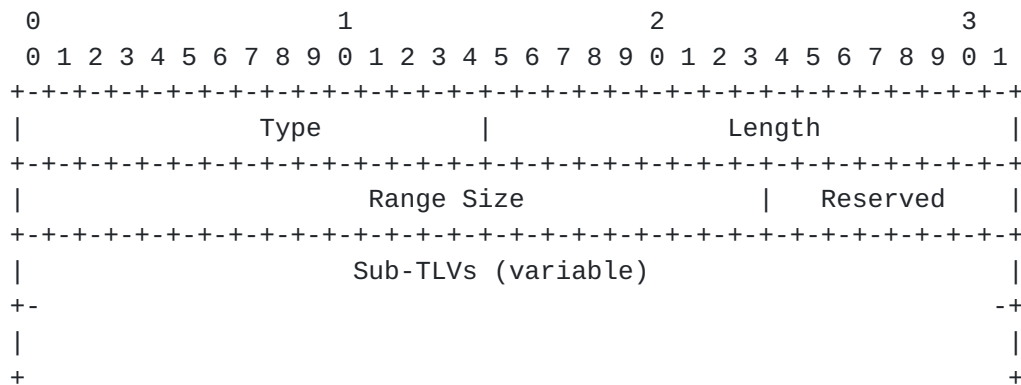 0                   1                   2                   3
 0 1 2 3 4 5 6 7 8 9 0 1 2 3 4 5 6 7 8 9 0 1 2 3 4 5 6 7 8 9 0 1
+-+-+-+-+-+-+-+-+-+-+-+-+-+-+-+-+-+-+-+-+-+-+-+-+-+-+-+-+-+-+-+-+
|               Type          |               Length            |
+-+-+-+-+-+-+-+-+-+-+-+-+-+-+-+-+-+-+-+-+-+-+-+-+-+-+-+-+-+-+-+-+
|                      Range Size               |   Reserved    |
+-+-+-+-+-+-+-+-+-+-+-+-+-+-+-+-+-+-+-+-+-+-+-+-+-+-+-+-+-+-+-+-+
|                     Sub-TLVs (variable)                       |
+-                                                             -+
|                                                               |
+                                                               +